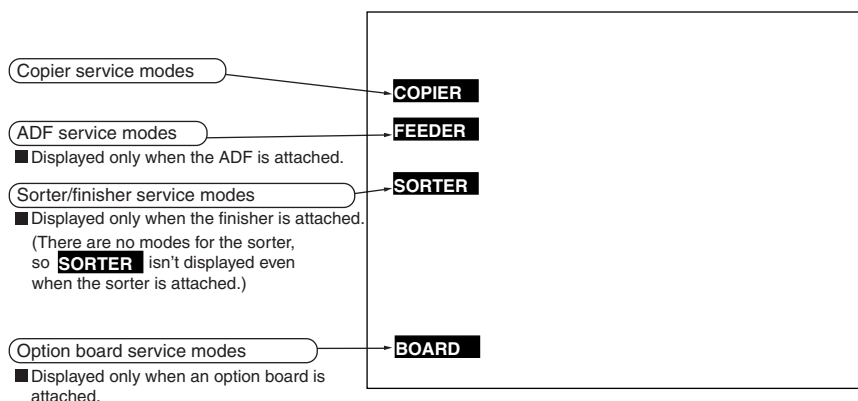 Copier service modes
COPIER
ADF service modes
FEEDER
■ Displayed only when the ADF is attached.
Sorter/finisher service modes
SORTER
■ Displayed only when the finisher is attached.
(There are no modes for the sorter,
so SORTER isn't displayed even
when the sorter is attached.)
Option board service modes
BOARD
■ Displayed only when an option board is
attached.